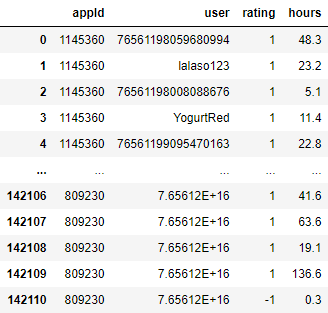 appId user rating hours
0 1145360 76561198059680994 1 48.3
1 1145360 lalaso123 1 23.2
2 1145360 76561198008088676 1 5.1
3 1145360 YogurtRed 1 11.4
4 1145360 76561199095470163 1 22.8
... ... ... ... ...
142106 809230 7.65612E+16 1 41.6
142107 809230 7.65612E+16 1 63.6
142108 809230 7.65612E+16 1 19.1
142109 809230 7.65612E+16 1 136.6
142110 809230 7.65612E+16 -1 0.3